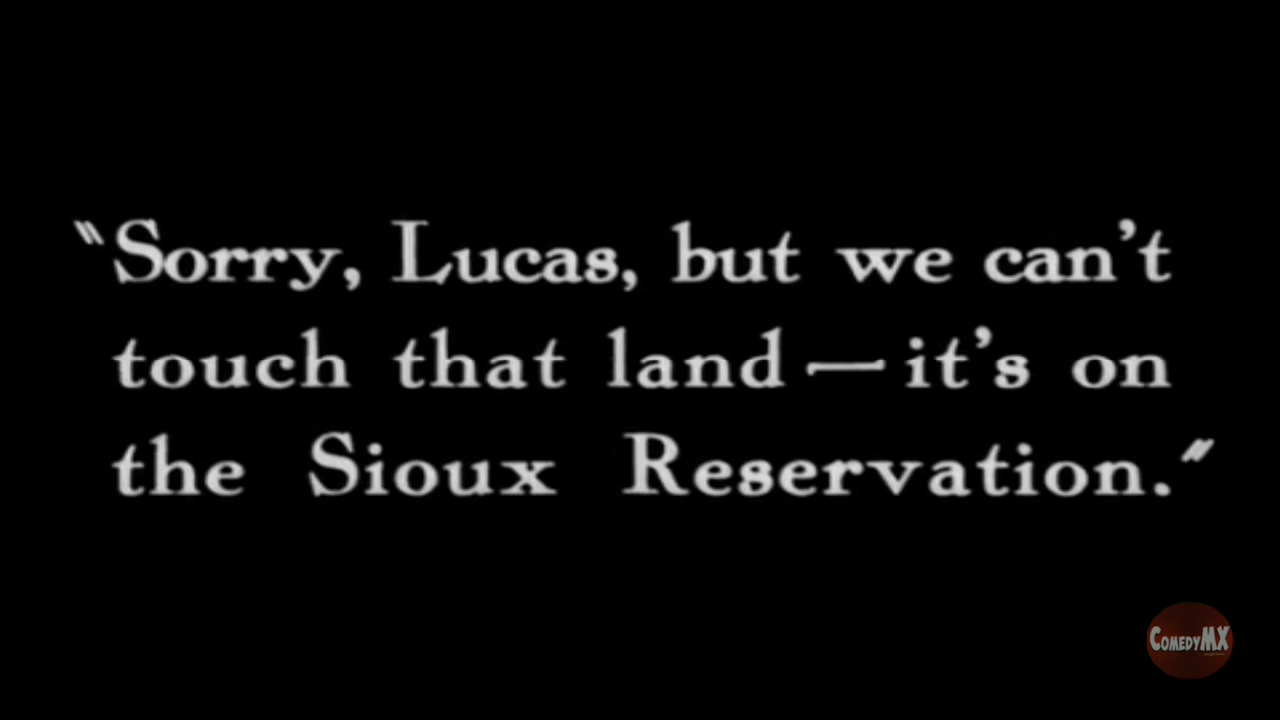 "Sorry, Lucas, but we can't
touch that land — it's on
the Sioux Reservation."
ComedyMX